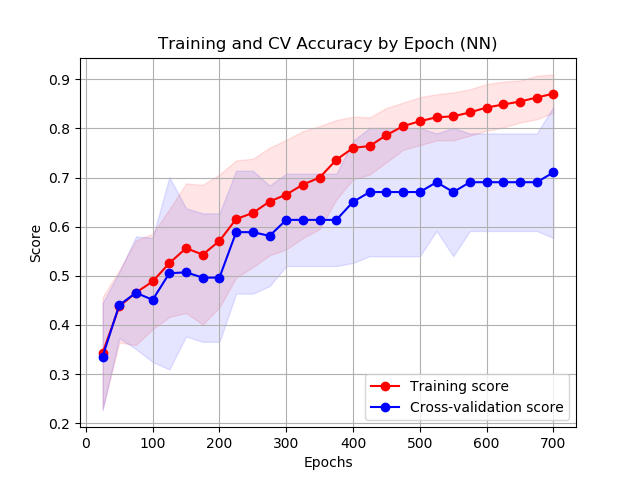 Training and CV Accuracy by Epoch (NN)
Score
0.9
0.8
0.7
0.6
0.5
0.4
0.3
0.2
Training score
Cross-validation score
0 100 200 300 400 500 600 700
Epochs